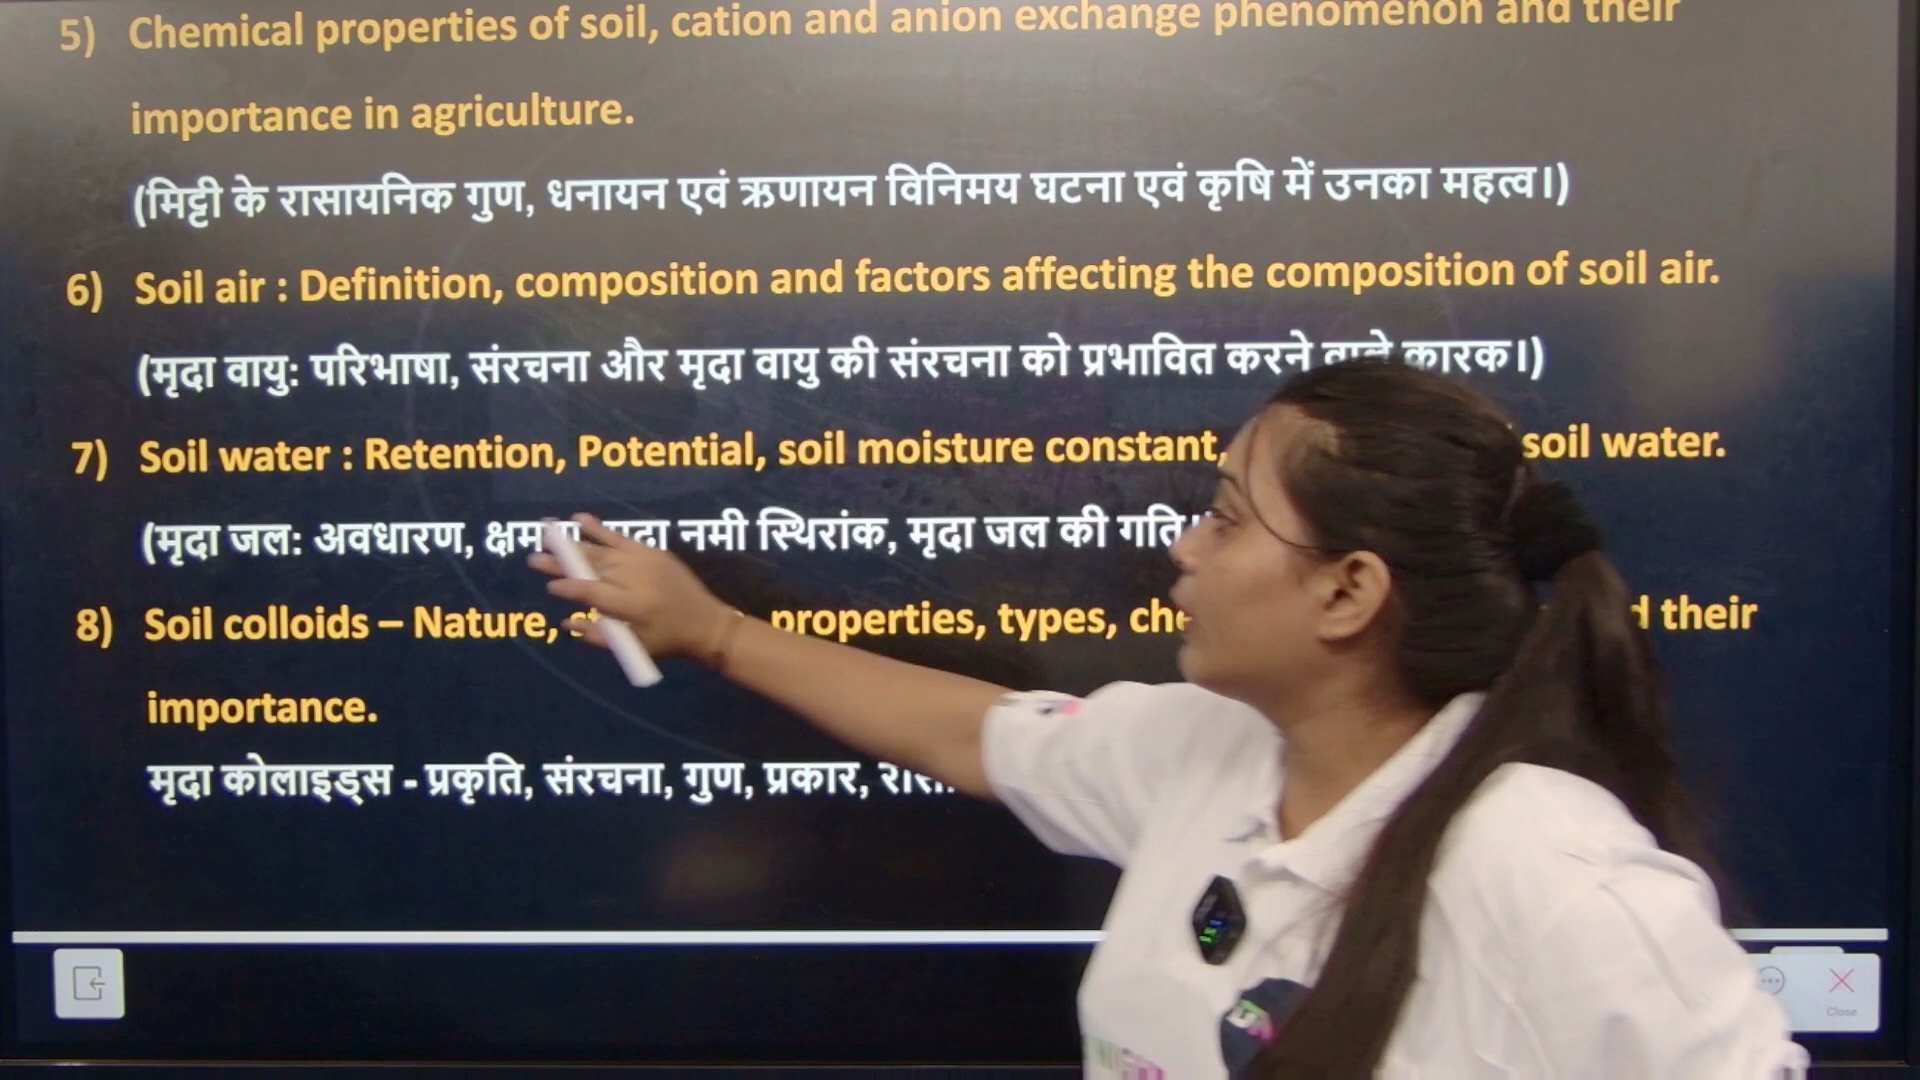 5) Chemical properties of soil, cation and anion exchange phenomenon and their
importance in agriculture.
(मिट्टी के रासायनिक गुण, धनायन एवं ऋणायन विनिमय घटना एवं कृषि में उनका महत्व।)
6) Soil air : Definition, composition and factors affecting the composition of soil air.
(मृदा वायु: परिभाषा, संरचना और मृदा वायु की संरचना को प्रभावित करने वाले कारक।)
7) Soil water : Retention, Potential, soil moisture constant, soil water.
(मृदा जल: अवधारण, नमी स्थिरांक, मृदा जल की गति
8) Soil colloids – Nature, properties, types, their
importance.
मृदा कोलाइड्स - प्रकृति, संरचना, गुण, प्रकार,
Close